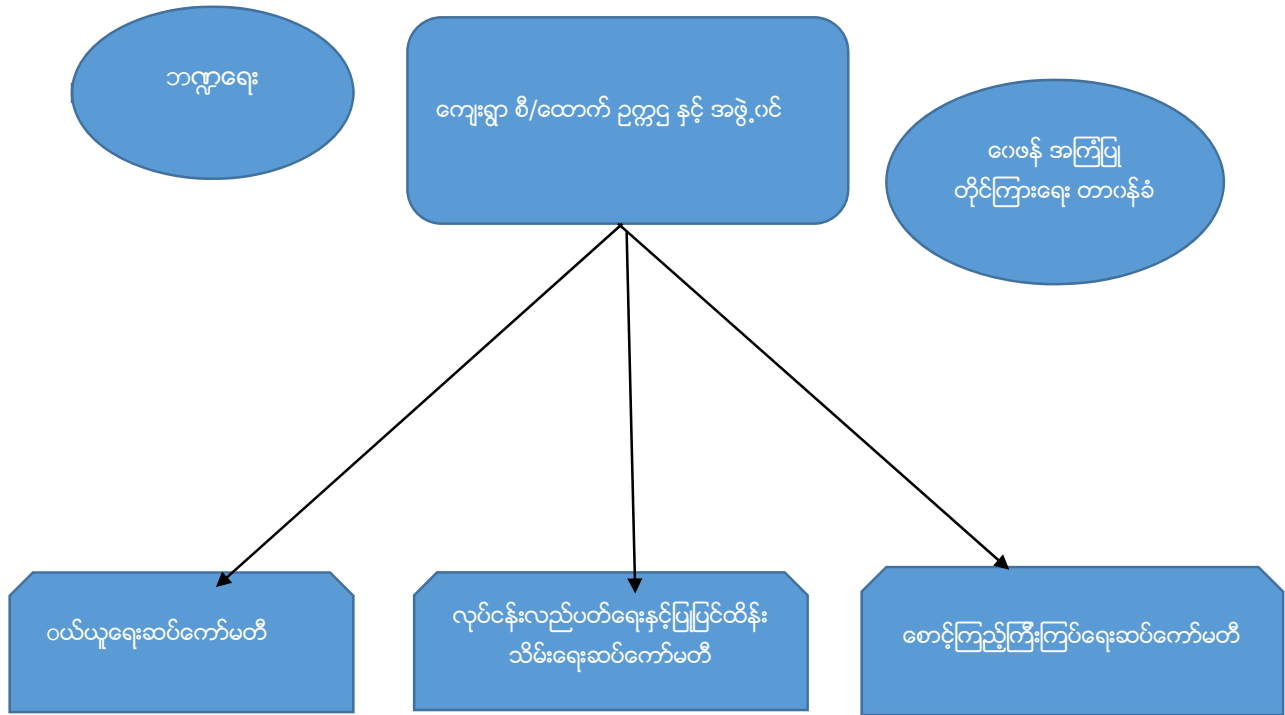 ဘဏ္ဍရေး
ကျေးရွာ စီ/ထောက် ဥက္ကဌ နှင့် အဖွဲ့ဝင်
ဝေဖန် အကြံပြု
တိုင်ကြားရေး တာဝန်ခံ
ဝယ်ယူရေးဆပ်ကော်မတီ
လုပ်ငန်းလည်ပတ်ရေးနှင့်ပြုပြင်ထိန်း
သိမ်းရေးဆပ်ကော်မတီ
စောင့်ကြည့်ကြီးကြပ်ရေးဆပ်ကော်မတီ